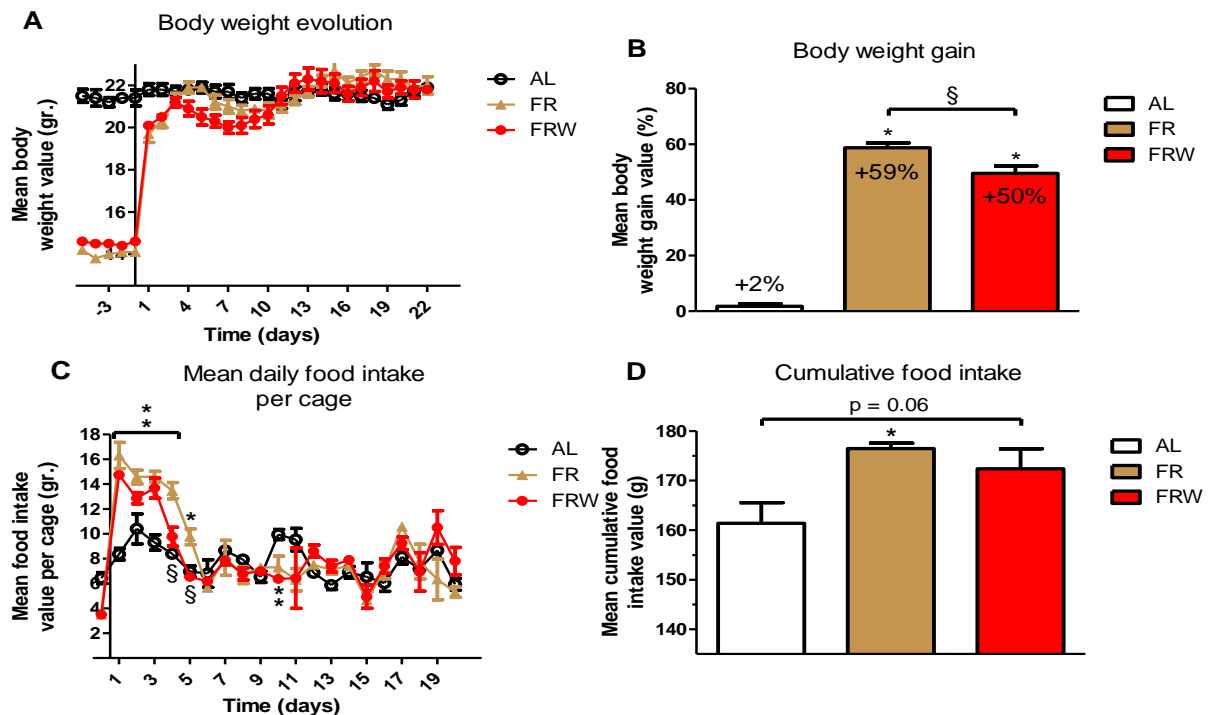 A
Body weight evolution
Mean body
weight value (gr.)
22
20
16
14
-3
1
4
7
10
13
16
19
22
Time (days)
AL
FR
FRW
B
Body weight gain
Mean body
weight gain value (%)
80
60
40
20
0
+2%
*
+59%
*
+50%
§
AL
FR
FRW
C
Mean daily food intake
per cage
Mean food intake
value per cage (gr.)
18
16
14
12
10
8
6
4
2
*
*
*
§
§
*
*
1
3
5
7
9
11
13
15
17
19
Time (days)
AL
FR
FRW
D
Cumulative food intake
Mean cumulative food
intake value (g)
180
170
160
150
140
p = 0.06
*
AL
FR
FRW